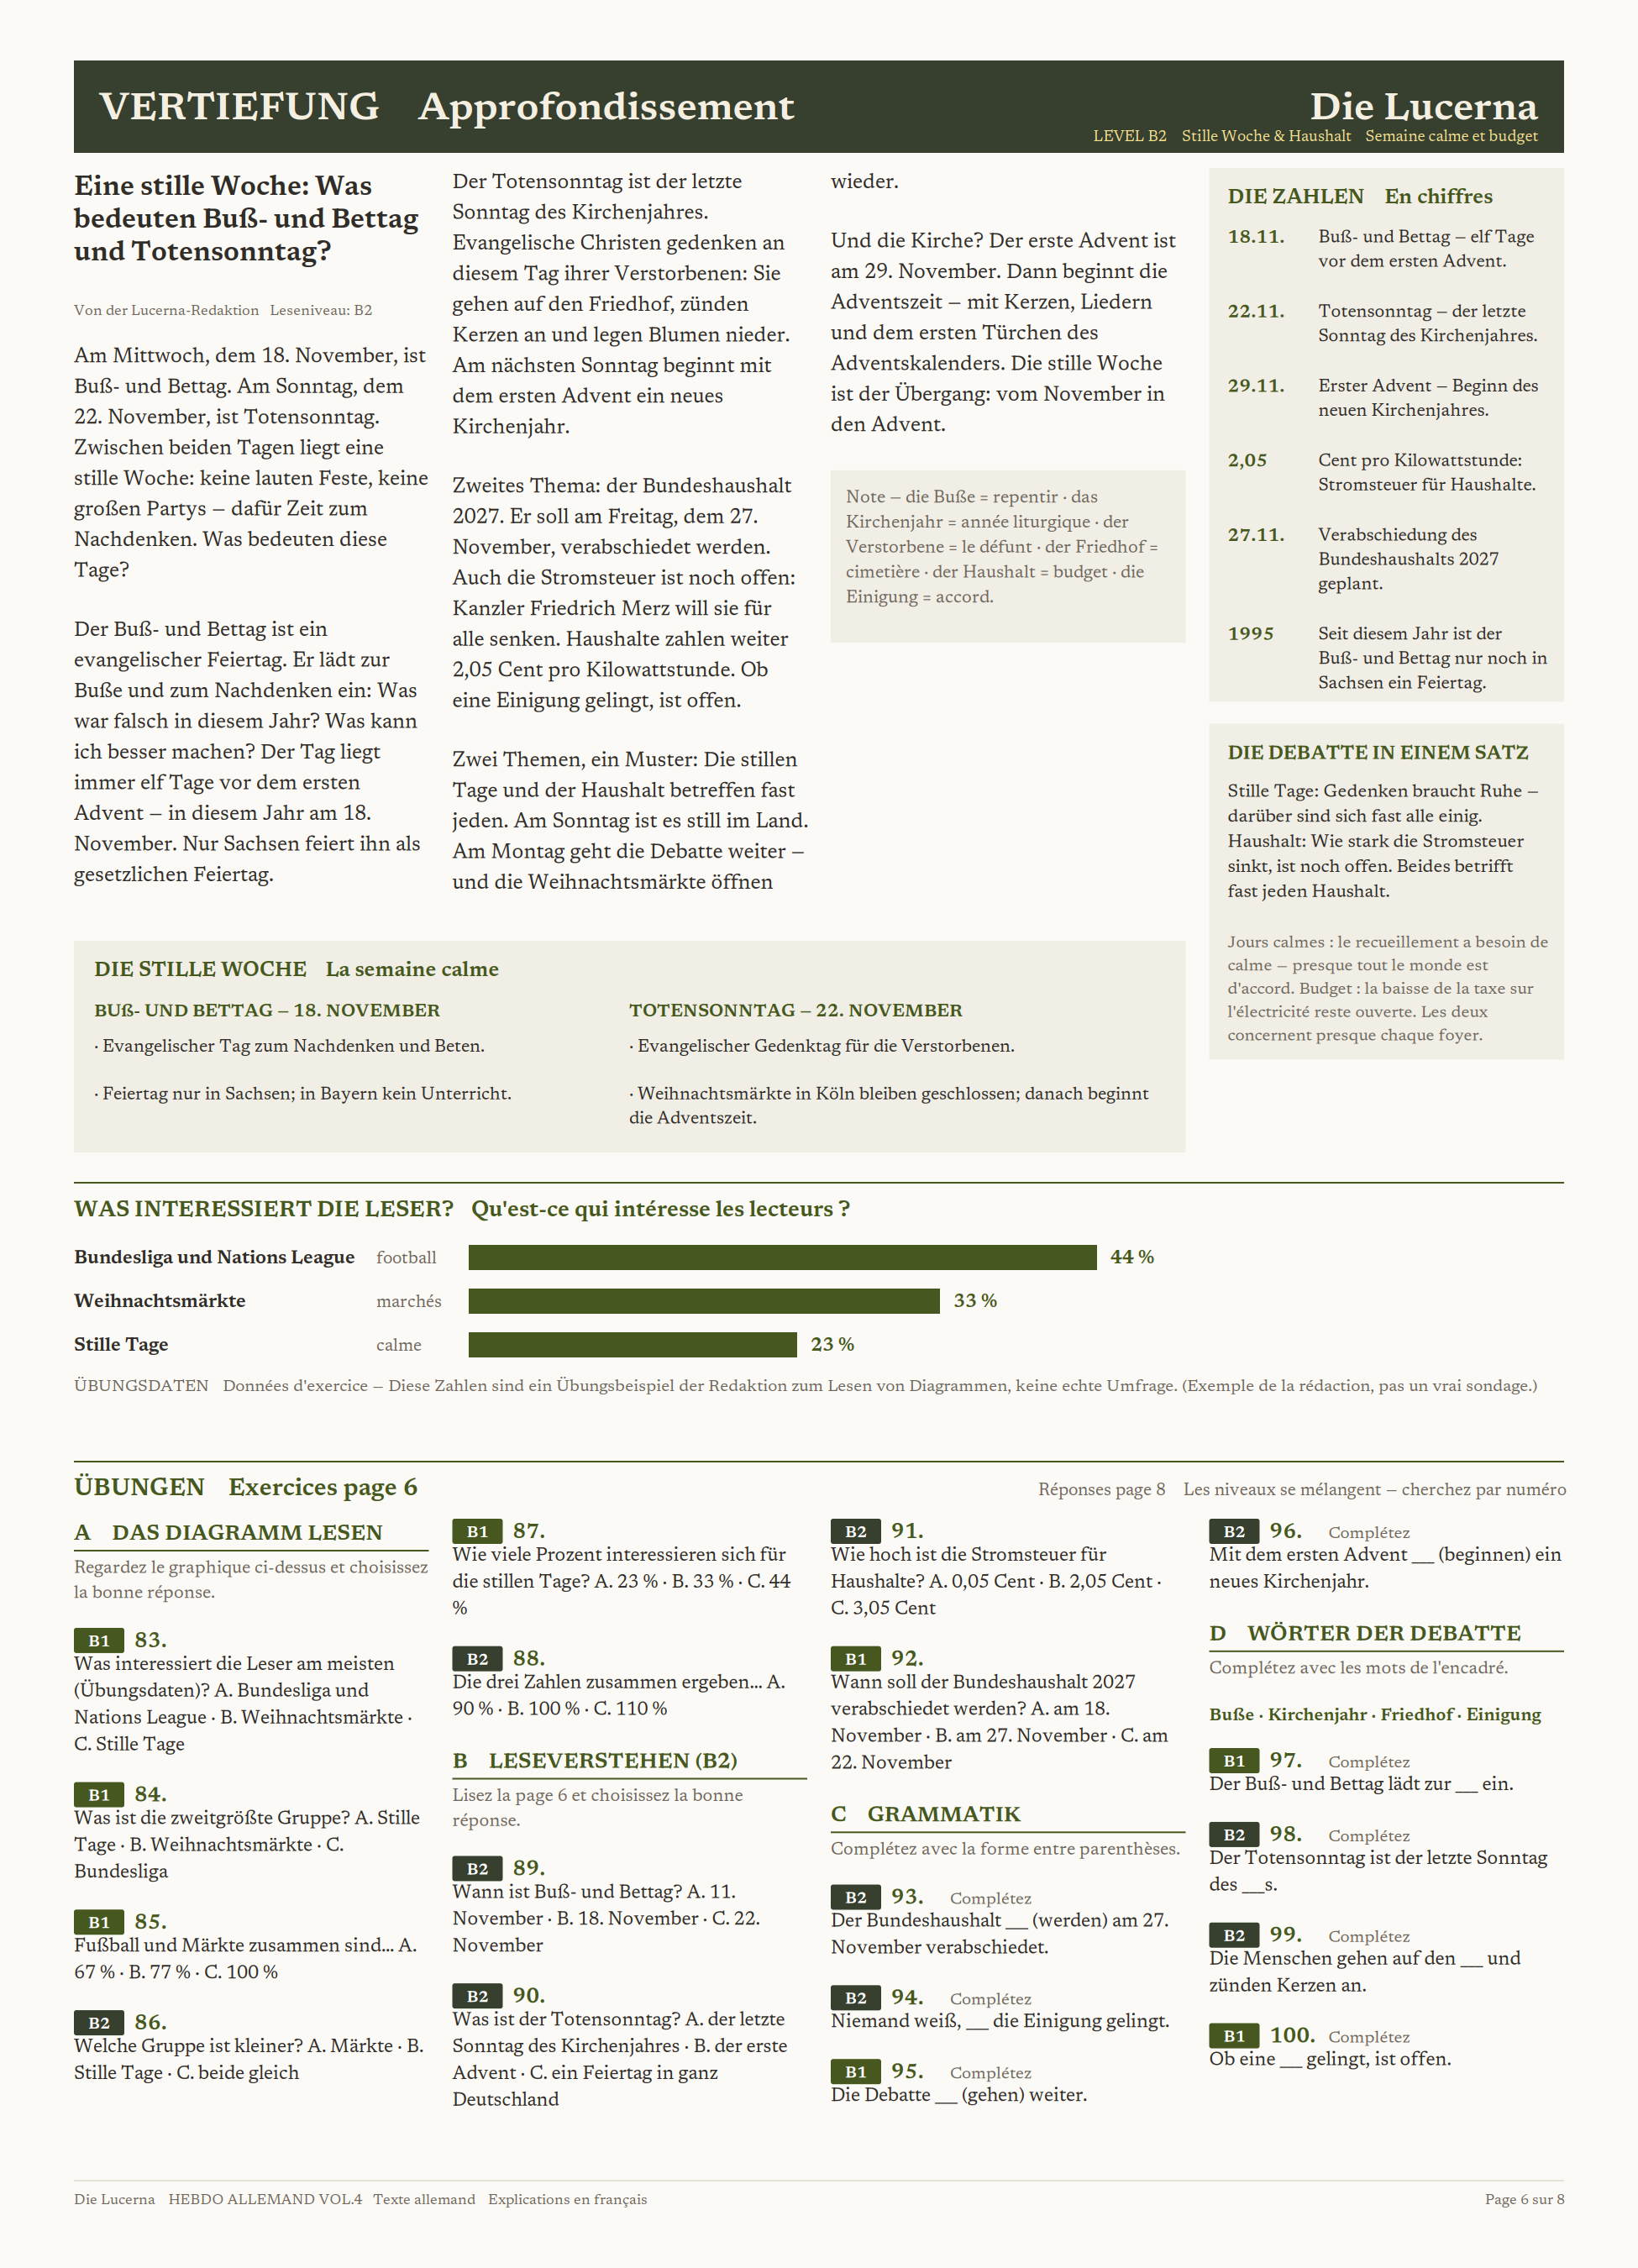 VERTIEFUNG Approfondissement
Die Lucerna
LEVEL B2 Stille Woche & Haushalt Semaine calme et budget
Eine stille Woche: Was
bedeuten Buß- und Bettag
und Totensonntag?
Von der Lucerna-Redaktion Leseniveau: B2
Am Mittwoch, dem 18. November, ist
Buß- und Bettag. Am Sonntag, dem
22. November, ist Totensonntag.
Zwischen beiden Tagen liegt eine
stille Woche: keine lauten Feste, keine
großen Partys – dafür Zeit zum
Nachdenken. Was bedeuten diese
Tage?
Der Buß- und Bettag ist ein
evangelischer Feiertag. Er lädt zur
Buße und zum Nachdenken ein: Was
war falsch in diesem Jahr? Was kann
ich besser machen? Der Tag liegt
immer elf Tage vor dem ersten
Advent – in diesem Jahr am 18.
November. Nur Sachsen feiert ihn als
gesetzlichen Feiertag.
Der Totensonntag ist der letzte
Sonntag des Kirchenjahres.
Evangelische Christen gedenken an
diesem Tag ihrer Verstorbenen: Sie
gehen auf den Friedhof, zünden
Kerzen an und legen Blumen nieder.
Am nächsten Sonntag beginnt mit
dem ersten Advent ein neues
Kirchenjahr.
Zweites Thema: der Bundeshaushalt
2027. Er soll am Freitag, dem 27.
November, verabschiedet werden.
Auch die Stromsteuer ist noch offen:
Kanzler Friedrich Merz will sie für
alle senken. Haushalte zahlen weiter
2,05 Cent pro Kilowattstunde. Ob
eine Einigung gelingt, ist offen.
Zwei Themen, ein Muster: Die stillen
Tage und der Haushalt betreffen fast
jeden. Am Sonntag ist es still im Land.
Am Montag geht die Debatte weiter –
und die Weihnachtsmärkte öffnen
wieder.
Und die Kirche? Der erste Advent ist
am 29. November. Dann beginnt die
Adventszeit – mit Kerzen, Liedern
und dem ersten Türchen des
Adventskalenders. Die stille Woche
ist der Übergang: vom November in
den Advent.
Note – die Buße = repentir · das
Kirchenjahr = année liturgique · der
Verstorbene = le défunt · der Friedhof =
cimetière · der Haushalt = budget · die
Einigung = accord.
DIE ZAHLEN En chiffres
18.11. Buß- und Bettag – elf Tage
vor dem ersten Advent.
22.11. Totensonntag – der letzte
Sonntag des Kirchenjahres.
29.11. Erster Advent – Beginn des
neuen Kirchenjahres.
2,05 Cent pro Kilowattstunde:
Stromsteuer für Haushalte.
27.11. Verabschiedung des
Bundeshaushalts 2027
geplant.
1995 Seit diesem Jahr ist der
Buß- und Bettag nur noch in
Sachsen ein Feiertag.
DIE DEBATTE IN EINEM SATZ
Stille Tage: Gedenken braucht Ruhe –
darüber sind sich fast alle einig.
Haushalt: Wie stark die Stromsteuer
sinkt, ist noch offen. Beides betrifft
fast jeden Haushalt.
Jours calmes : le recueillement a besoin de
calme – presque tout le monde est
d'accord. Budget : la baisse de la taxe sur
l'électricité reste ouverte. Les deux
concernent presque chaque foyer.
DIE STILLE WOCHE La semaine calme
BUß- UND BETTAG – 18. NOVEMBER
· Evangelischer Tag zum Nachdenken und Beten.
· Feiertag nur in Sachsen; in Bayern kein Unterricht.
TOTENSONNTAG – 22. NOVEMBER
· Evangelischer Gedenktag für die Verstorbenen.
· Weihnachtsmärkte in Köln bleiben geschlossen; danach beginnt
die Adventszeit.
WAS INTERESSIERT DIE LESER? Qu'est-ce qui intéresse les lecteurs ?
Bundesliga und Nations League football 44 %
Weihnachtsmärkte marchés 33 %
Stille Tage calme 23 %
ÜBUNGSDATEN Données d'exercice – Diese Zahlen sind ein Übungsbeispiel der Redaktion zum Lesen von Diagrammen, keine echte Umfrage. (Exemple de la rédaction, pas un vrai sondage.)
ÜBUNGEN Exercices page 6
Réponses page 8 Les niveaux se mélangent – cherchez par numéro
A DAS DIAGRAMM LESEN
Regardez le graphique ci-dessus et choisissez
la bonne réponse.
B1 83.
Was interessiert die Leser am meisten
(Übungsdaten)? A. Bundesliga und
Nations League · B. Weihnachtsmärkte ·
C. Stille Tage
B1 84.
Was ist die zweitgrößte Gruppe? A. Stille
Tage · B. Weihnachtsmärkte · C.
Bundesliga
B1 85.
Fußball und Märkte zusammen sind... A.
67 % · B. 77 % · C. 100 %
B2 86.
Welche Gruppe ist kleiner? A. Märkte · B.
Stille Tage · C. beide gleich
B1 87.
Wie viele Prozent interessieren sich für
die stillen Tage? A. 23 % · B. 33 % · C. 44
%
B2 88.
Die drei Zahlen zusammen ergeben... A.
90 % · B. 100 % · C. 110 %
B LESEVERSTEHEN (B2)
Lisez la page 6 et choisissez la bonne
réponse.
B2 89.
Wann ist Buß- und Bettag? A. 11.
November · B. 18. November · C. 22.
November
B2 90.
Was ist der Totensonntag? A. der letzte
Sonntag des Kirchenjahres · B. der erste
Advent · C. ein Feiertag in ganz
Deutschland
B2 91.
Wie hoch ist die Stromsteuer für
Haushalte? A. 0,05 Cent · B. 2,05 Cent ·
C. 3,05 Cent
B1 92.
Wann soll der Bundeshaushalt 2027
verabschiedet werden? A. am 18.
November · B. am 27. November · C. am
22. November
C GRAMMATIK
Complétez avec la forme entre parenthèses.
B2 93. Complétez
Der Bundeshaushalt ___ (werden) am 27.
November verabschiedet.
B2 94. Complétez
Niemand weiß, ___ die Einigung gelingt.
B1 95. Complétez
Die Debatte ___ (gehen) weiter.
B2 96. Complétez
Mit dem ersten Advent ___ (beginnen) ein
neues Kirchenjahr.
D WÖRTER DER DEBATTE
Complétez avec les mots de l'encadré.
Buße · Kirchenjahr · Friedhof · Einigung
B1 97. Complétez
Der Buß- und Bettag lädt zur ___ ein.
B2 98. Complétez
Der Totensonntag ist der letzte Sonntag
des ___s.
B2 99. Complétez
Die Menschen gehen auf den ___ und
zünden Kerzen an.
B1 100. Complétez
Ob eine ___ gelingt, ist offen.
Die Lucerna HEBDO ALLEMAND VOL.4 Texte allemand Explications en français
Page 6 sur 8